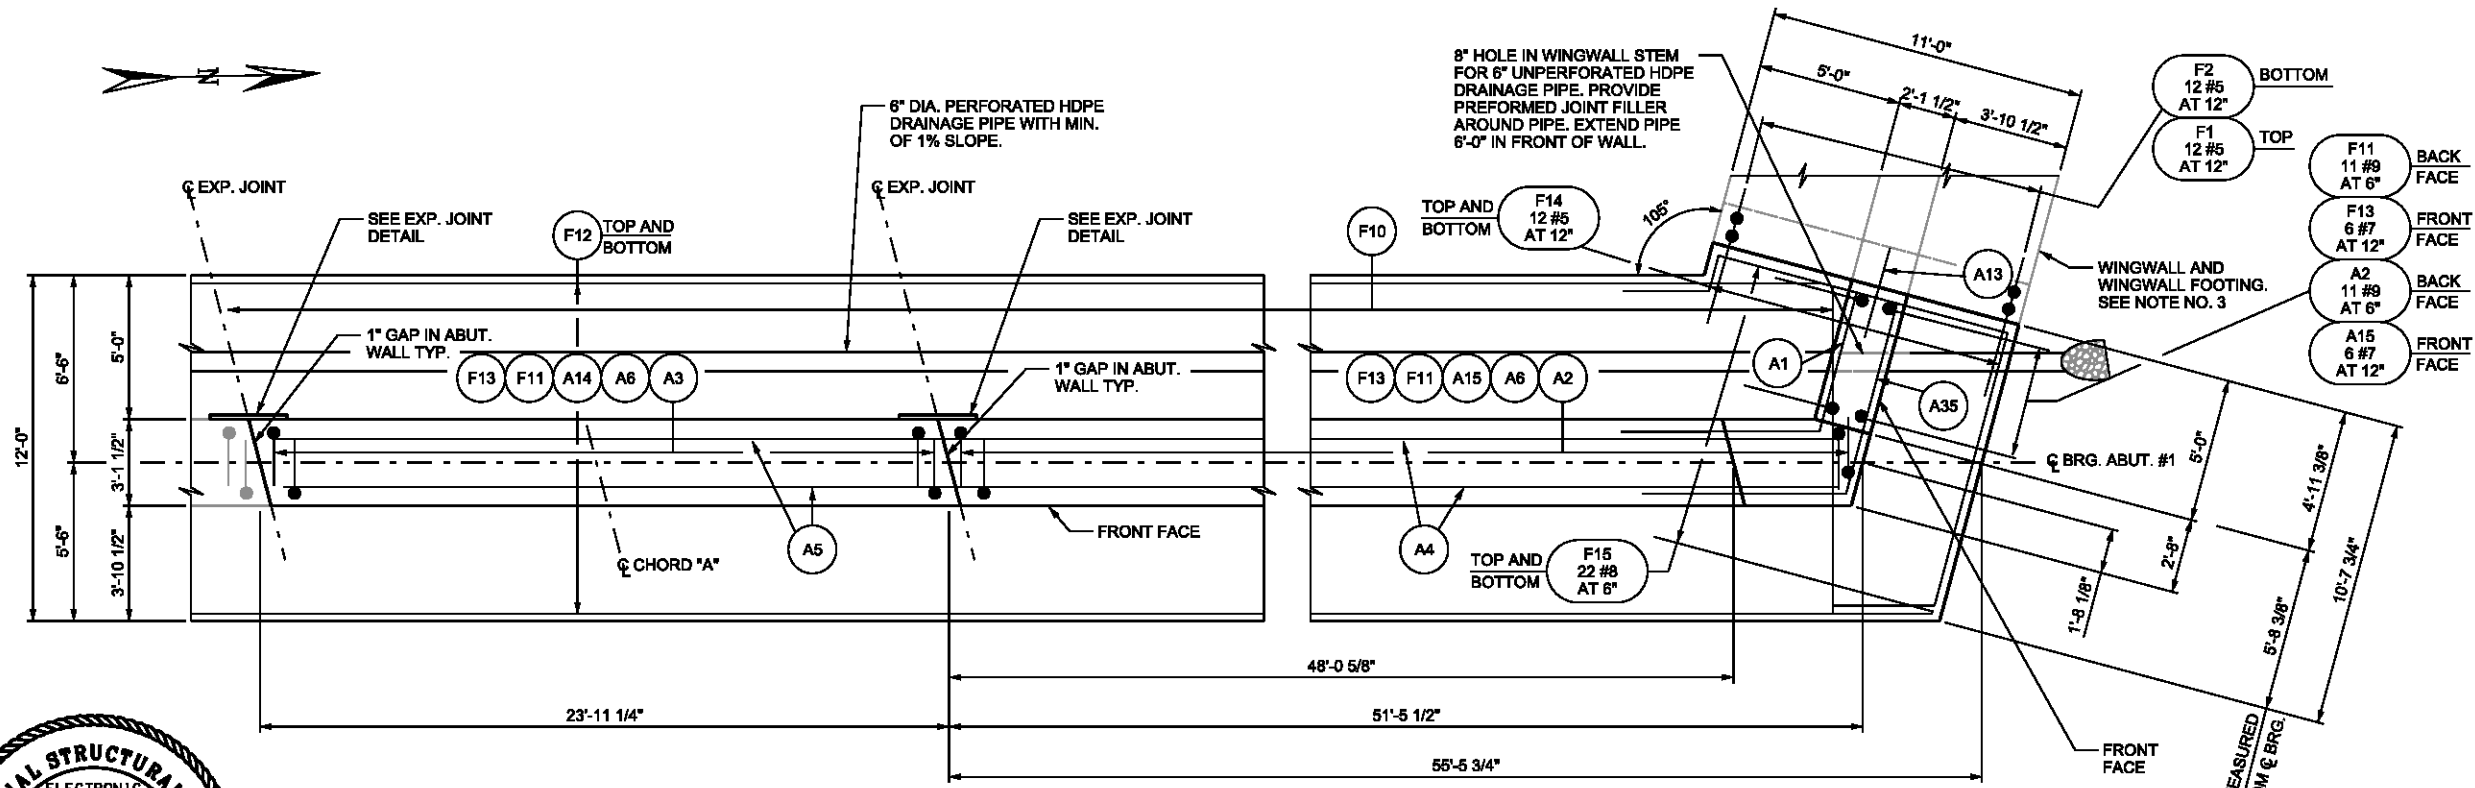 N
8" HOLE IN WINGWALL STEM
FOR 6" UNPERFORATED HDPE
DRAINAGE PIPE. PROVIDE
PREFORMED JOINT FILLER
AROUND PIPE. EXTEND PIPE
6'-0" IN FRONT OF WALL.
11'-0"
5'-0"
2'-1 1/2"
3'-10 1/2"
F2
12 #5
AT 12"
BOTTOM
F1
12 #5
AT 12"
TOP
F11
11 #9
AT 6"
BACK
FACE
F13
6 #7
AT 12"
FRONT
FACE
A2
11 #9
AT 6"
BACK
FACE
A15
6 #7
AT 12"
FRONT
FACE
6" DIA. PERFORATED HDPE
DRAINAGE PIPE WITH MIN.
OF 1% SLOPE.
℄ EXP. JOINT
SEE EXP. JOINT
DETAIL
F12
TOP AND
BOTTOM
℄ EXP. JOINT
SEE EXP. JOINT
DETAIL
F10
TOP AND
BOTTOM
F14
12 #5
AT 12"
105°
A13
WINGWALL AND
WINGWALL FOOTING.
SEE NOTE NO. 3
12'-0"
6'-6"
5'-6"
5'-0"
3'-1 1/2"
3'-10 1/2"
1" GAP IN ABUT.
WALL TYP.
F13
F11
A14
A6
A3
1" GAP IN ABUT.
WALL TYP.
F13
F11
A15
A6
A2
A1
A35
℄ BRG. ABUT. #1
FRONT FACE
A5
℄ CHORD "A"
A4
TOP AND
BOTTOM
F15
22 #8
AT 6"
5'-0"
2'-8"
1'-8 1/8"
4'-11 3/8"
5'-8 3/8"
10'-7 3/4"
48'-0 5/8"
23'-11 1/4"
51'-5 1/2"
55'-5 3/4"
FRONT
FACE
EASURED
M ℄ BRG.
AL STRUCTURA
ELECTRONIC